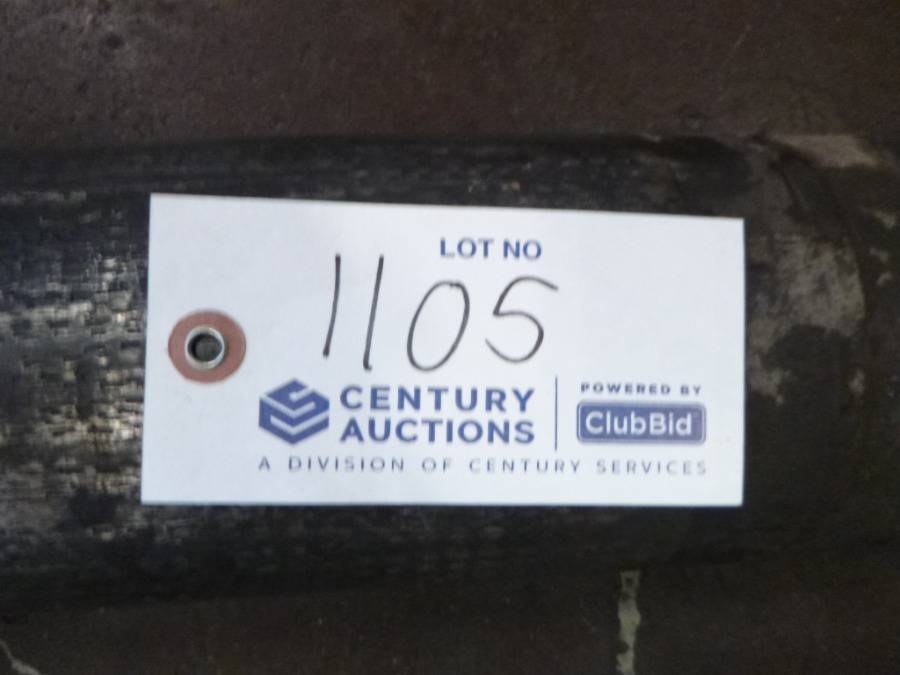 LOT NO
1105
CENTURY
AUCTIONS
POWERED BY
ClubBid
A DIVISION OF CENTURY SERVICES